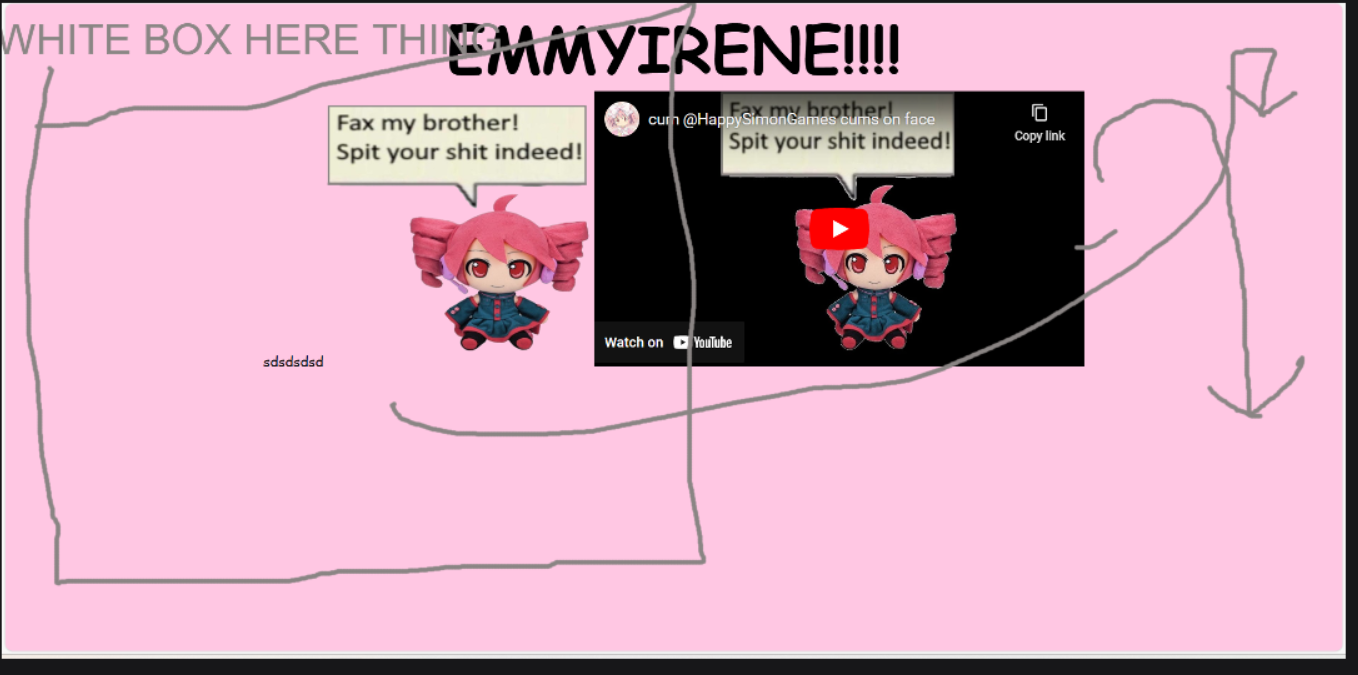 WHITE BOX HERE THING
EMMYIRENE!!!!
Fax my brother!
Spit your shit indeed!
cum @HappySimonGames cums on face
Copy link
Fax my brother!
Spit your shit indeed!
Watch on YouTube
sdsdsdsd